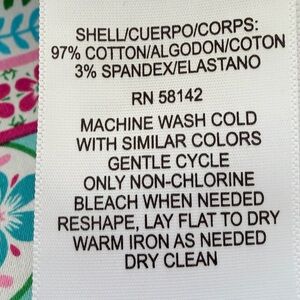 SHELL/CUERPO/CORPS:
97% COTTON/ALGODON/COTON
3% SPANDEX/ELASTANO
RN 58142
MACHINE WASH COLD
WITH SIMILAR COLORS
GENTLE CYCLE
ONLY NON-CHLORINE
BLEACH WHEN NEEDED
RESHAPE, LAY FLAT TO DRY
WARM IRON AS NEEDED
DRY CLEAN